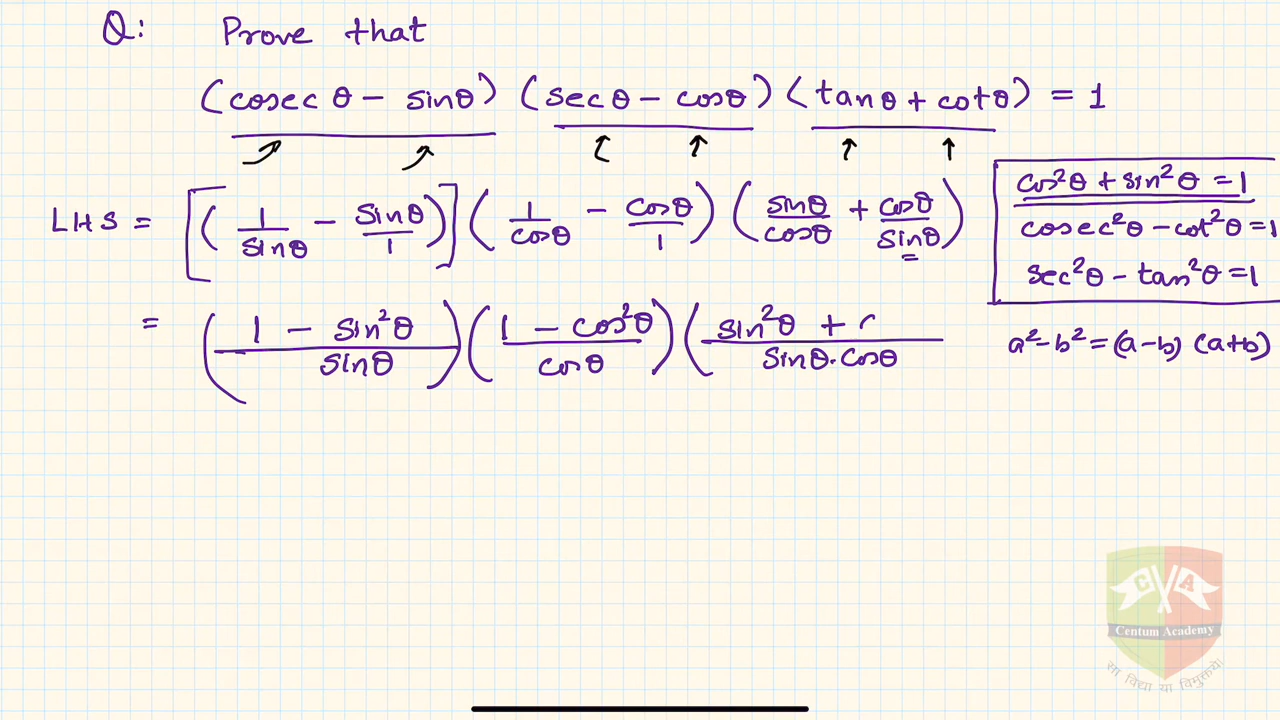 Q: Prove that
(cosec θ - sinθ) (secθ - cosθ) (tanθ + cotθ) = 1
LHS = [(1/sinθ - sinθ/1)] (1/cosθ - cosθ/1) (sinθ/cosθ + cosθ/sinθ)
= (1 - sin²θ/sinθ) (1 - cos²θ/cosθ) (sin²θ + c/sinθ·cosθ
cos²θ + sin²θ = 1
cosec²θ - cot²θ = 1
sec²θ - tan²θ = 1
a² - b² = (a-b) (a+b)
C A
Centum Academy
सा विद्या या विमुक्तये